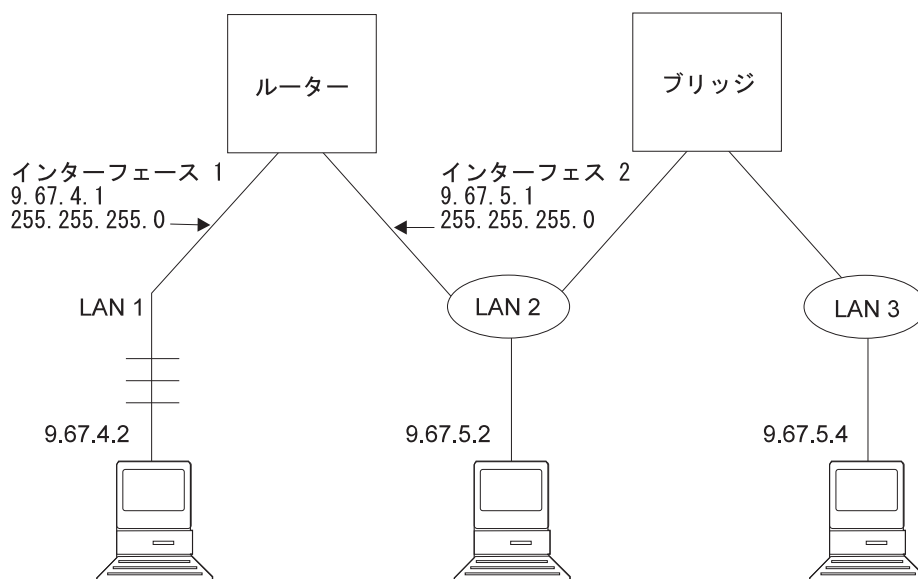 ルーター
ブリッジ
インターフェース 1
9.67.4.1
255.255.255.0
インターフェス 2
9.67.5.1
255.255.255.0
LAN 1
LAN 2
LAN 3
9.67.4.2
9.67.5.2
9.67.5.4